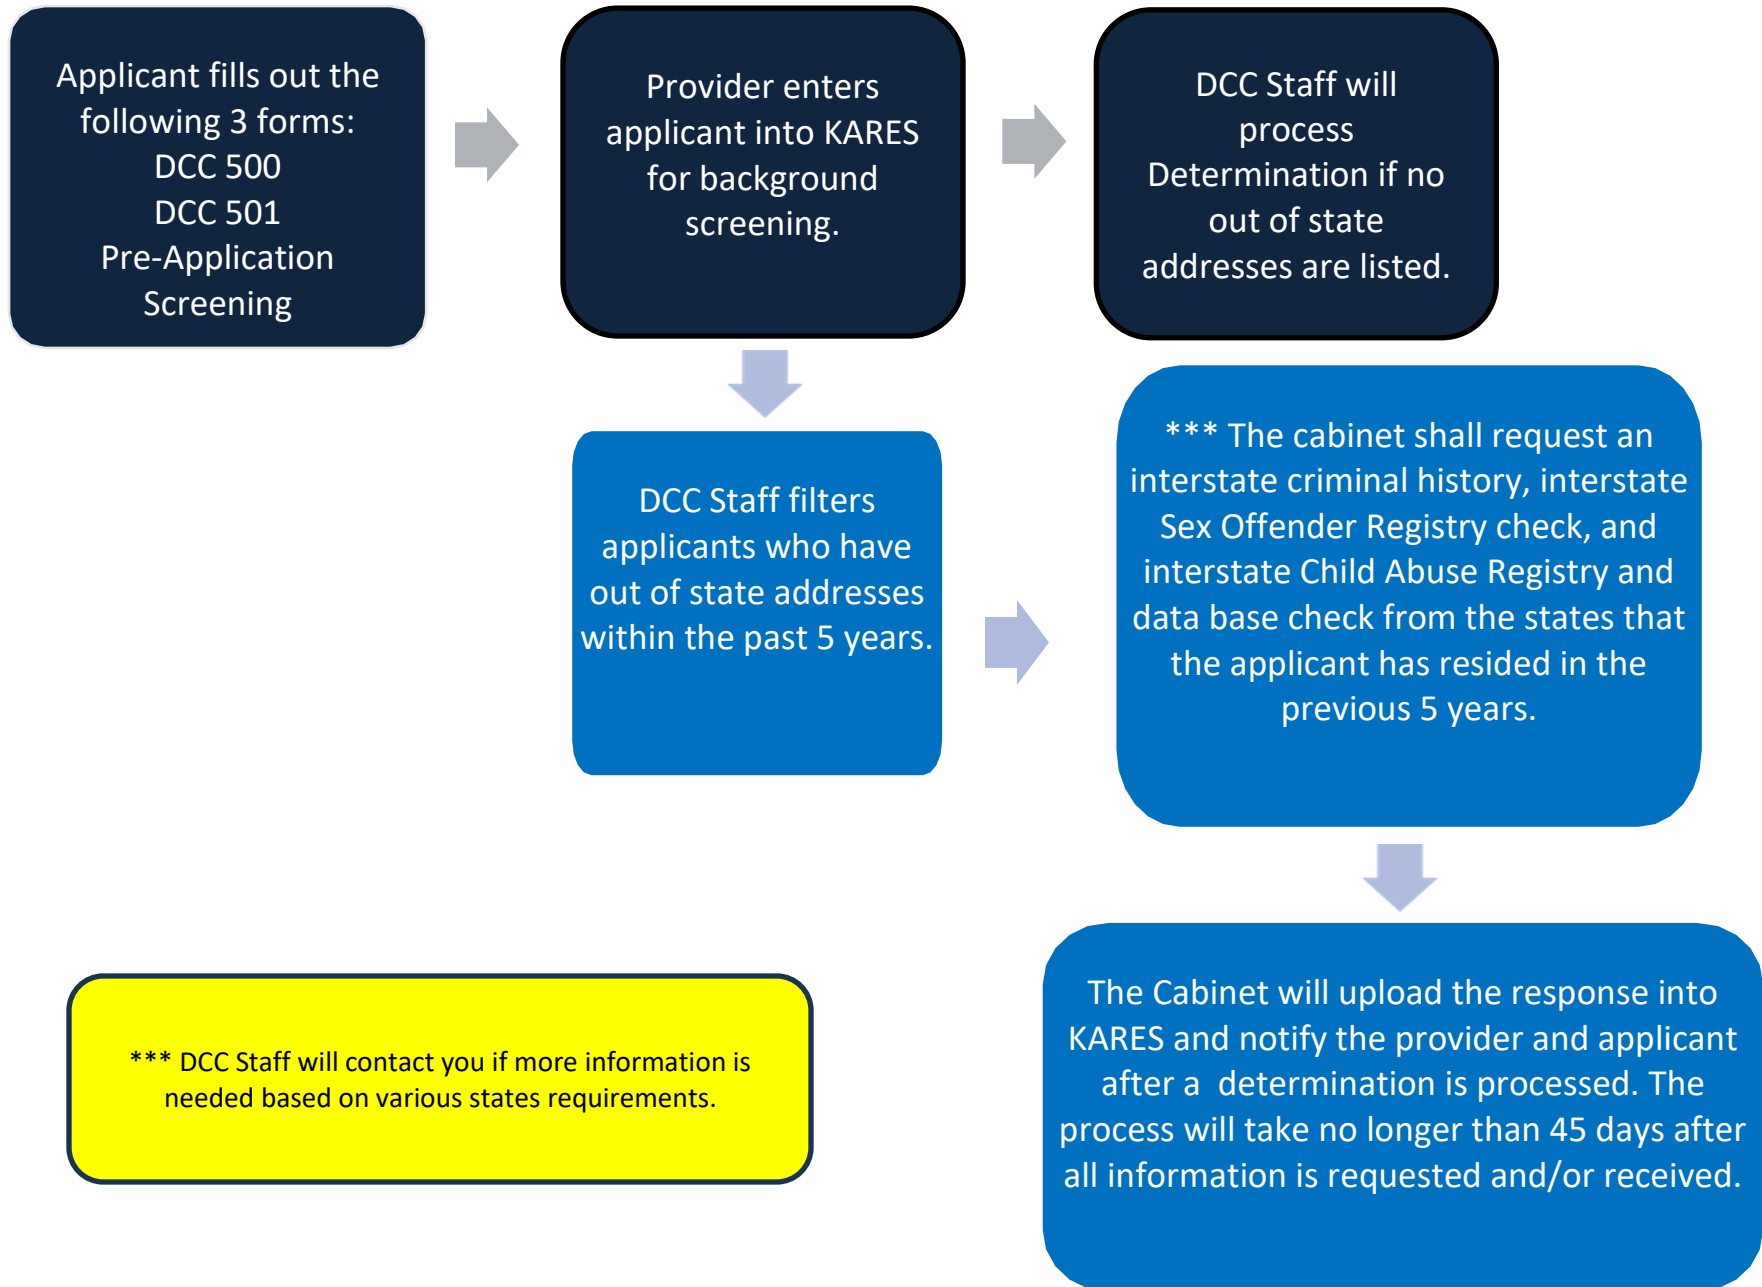 Applicant fills out the
following 3 forms:
DCC 500
DCC 501
Pre-Application
Screening
Provider enters
applicant into KARES
for background
screening.
DCC Staff will
process
Determination if no
out of state
addresses are listed.
DCC Staff filters
applicants who have
out of state addresses
within the past 5 years.
*** The cabinet shall request an
interstate criminal history, interstate
Sex Offender Registry check, and
interstate Child Abuse Registry and
data base check from the states that
the applicant has resided in the
previous 5 years.
The Cabinet will upload the response into
KARES and notify the provider and applicant
after a determination is processed. The
process will take no longer than 45 days after
all information is requested and/or received.
*** DCC Staff will contact you if more information is
needed based on various states requirements.